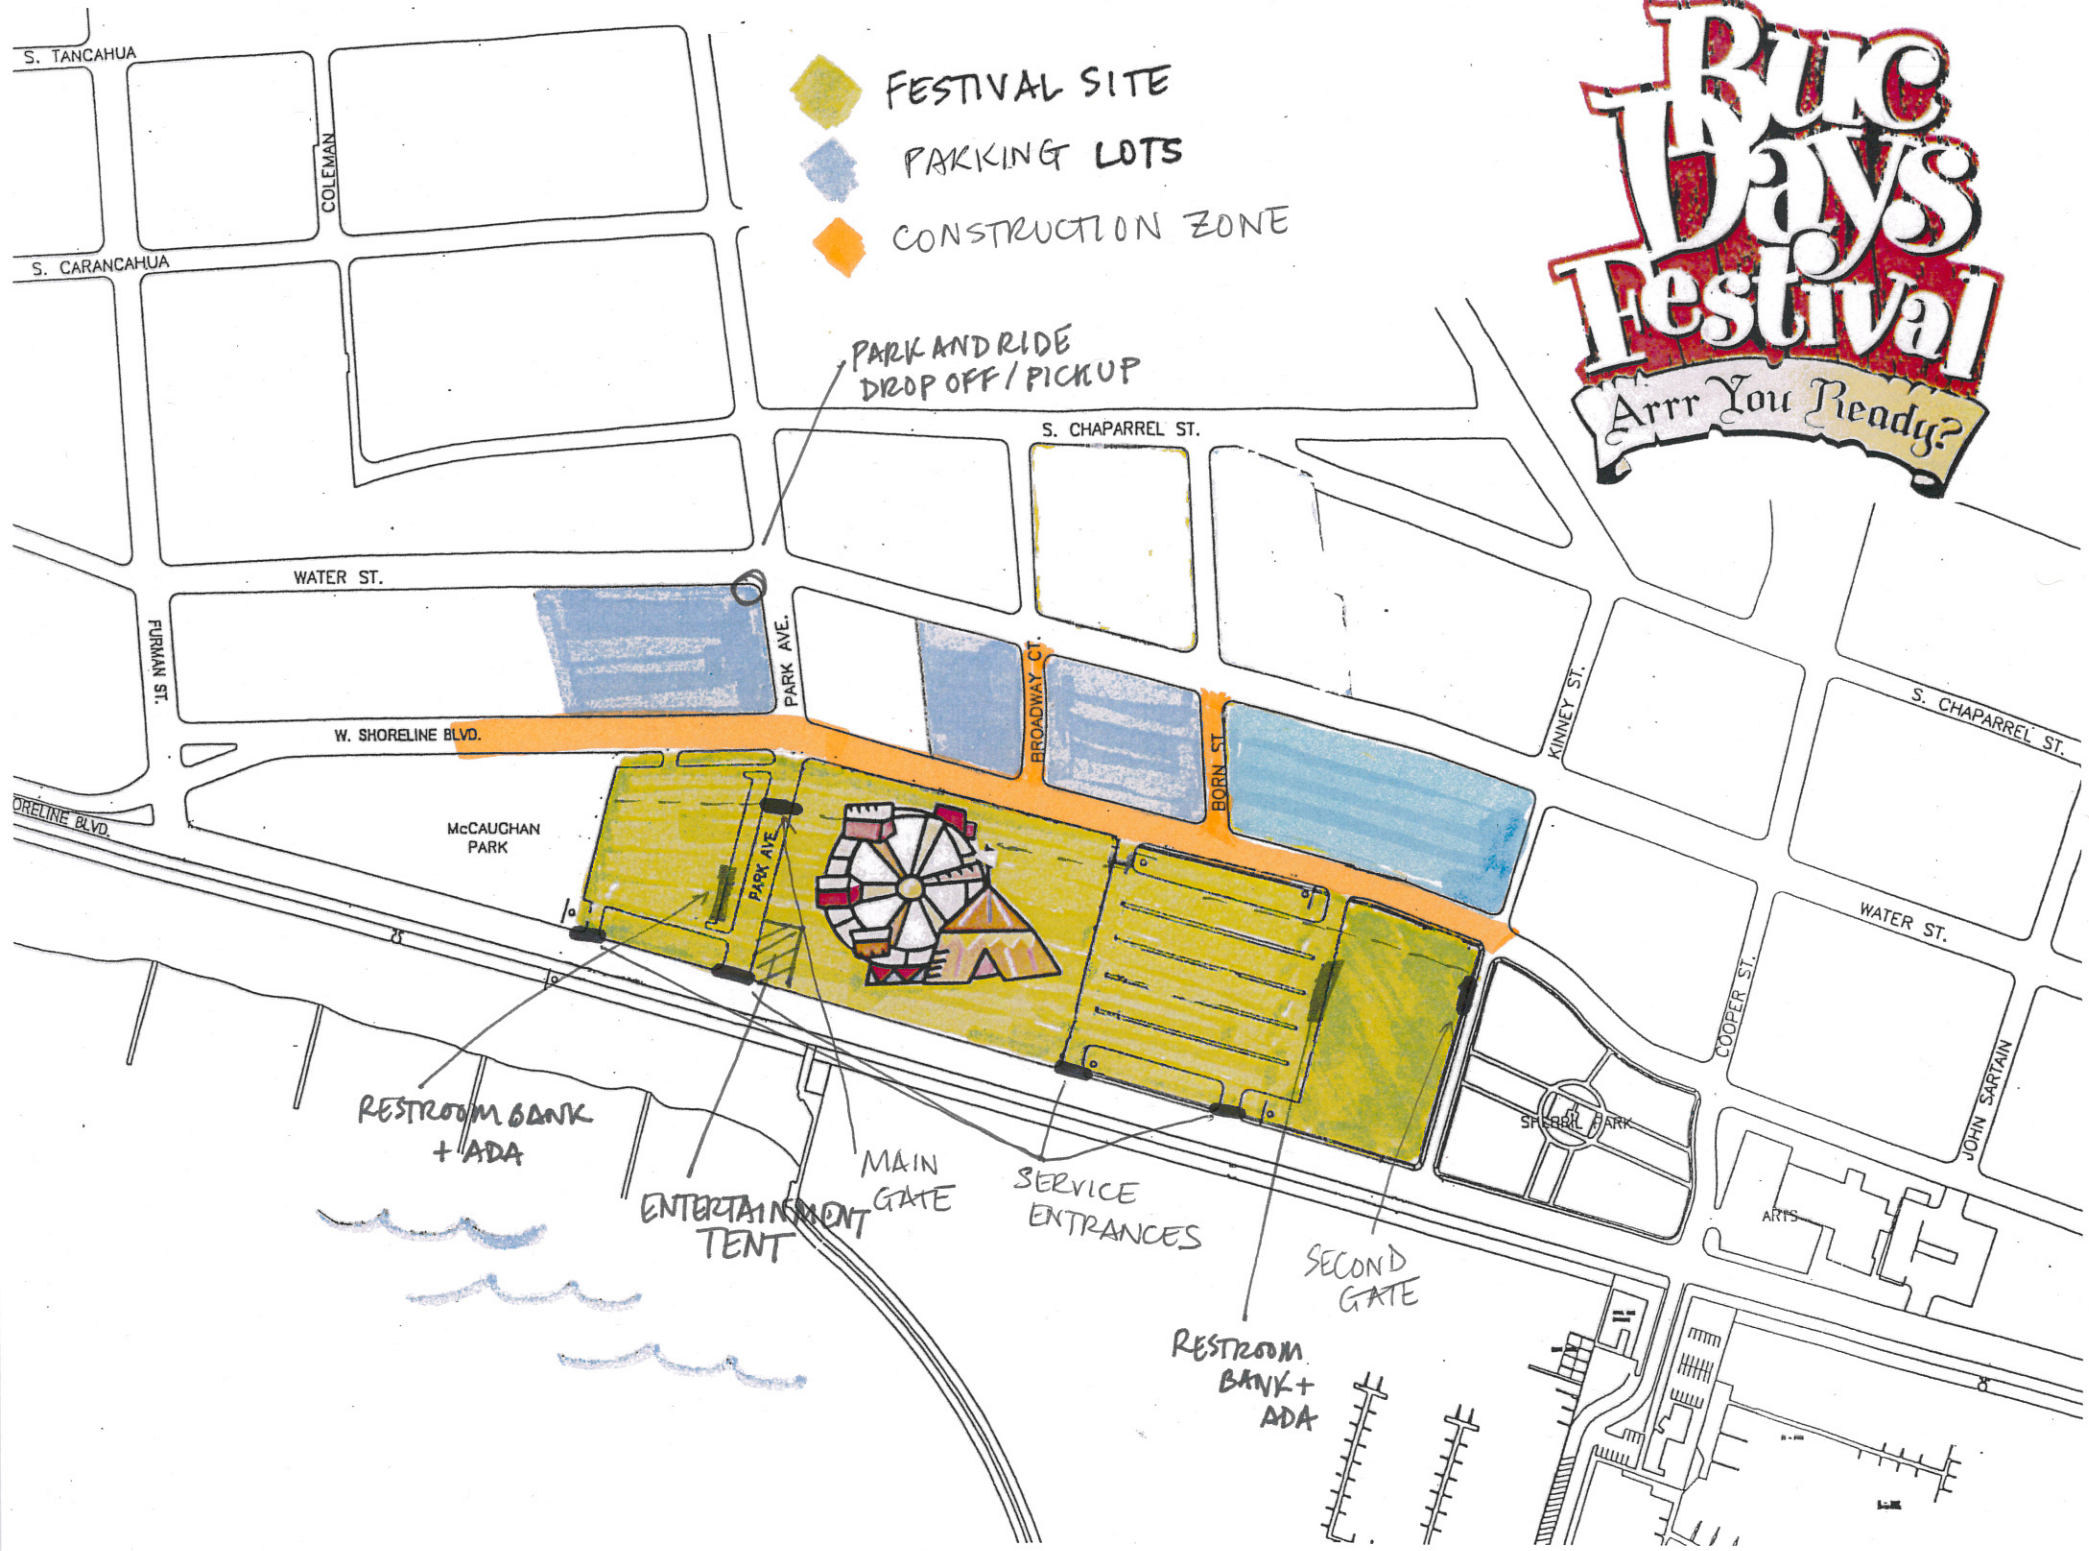 S. TANCAHUA
COLEMAN
S. CARANCAHUA
FESTIVAL SITE
PARKING LOTS
CONSTRUCTION ZONE
Buc
Days
Festival
Arrr You Ready?
PARK AND RIDE
DROP OFF / PICKUP
S. CHAPARREL ST.
WATER ST.
FURMAN ST.
PARK AVE.
BROADWAY CT.
BORN ST.
KINNEY ST.
S. CHAPARREL ST.
W. SHORELINE BLVD.
ORELINE BLVD.
McCAUGHAN
PARK
PARK AVE
WATER ST.
COOPER ST.
JOHN SARTAIN
SHERRIL PARK
ARTS
RESTROOM BANK
+ ADA
ENTERTAINMENT
TENT
MAIN
GATE
SERVICE
ENTRANCES
SECOND
GATE
RESTROOM
BANK +
ADA